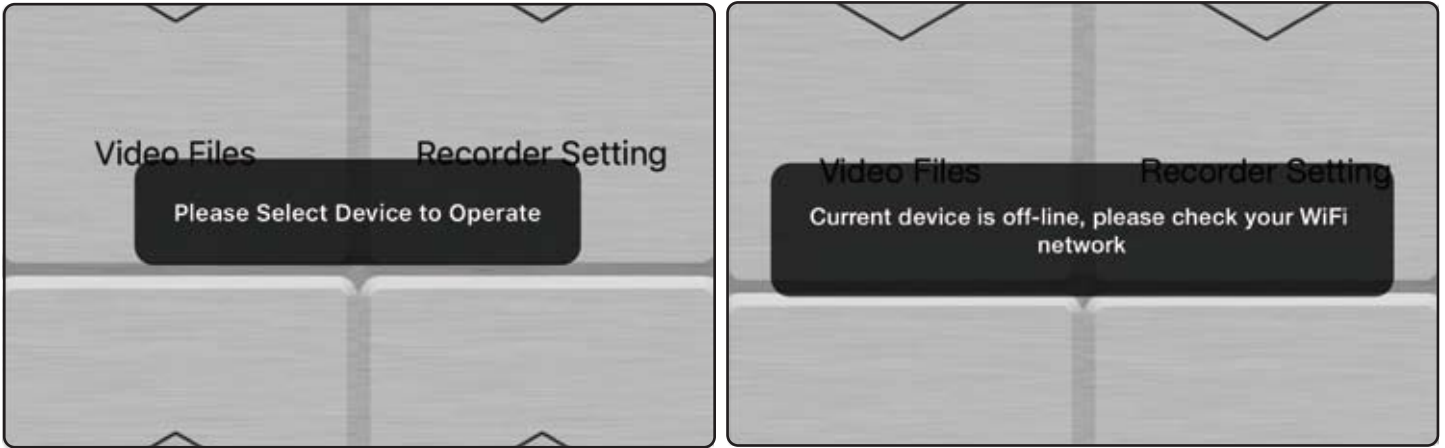 Video Files
Recorder Setting
Please Select Device to Operate
Video Files
Recorder Setting
Current device is off-line, please check your WiFi
network